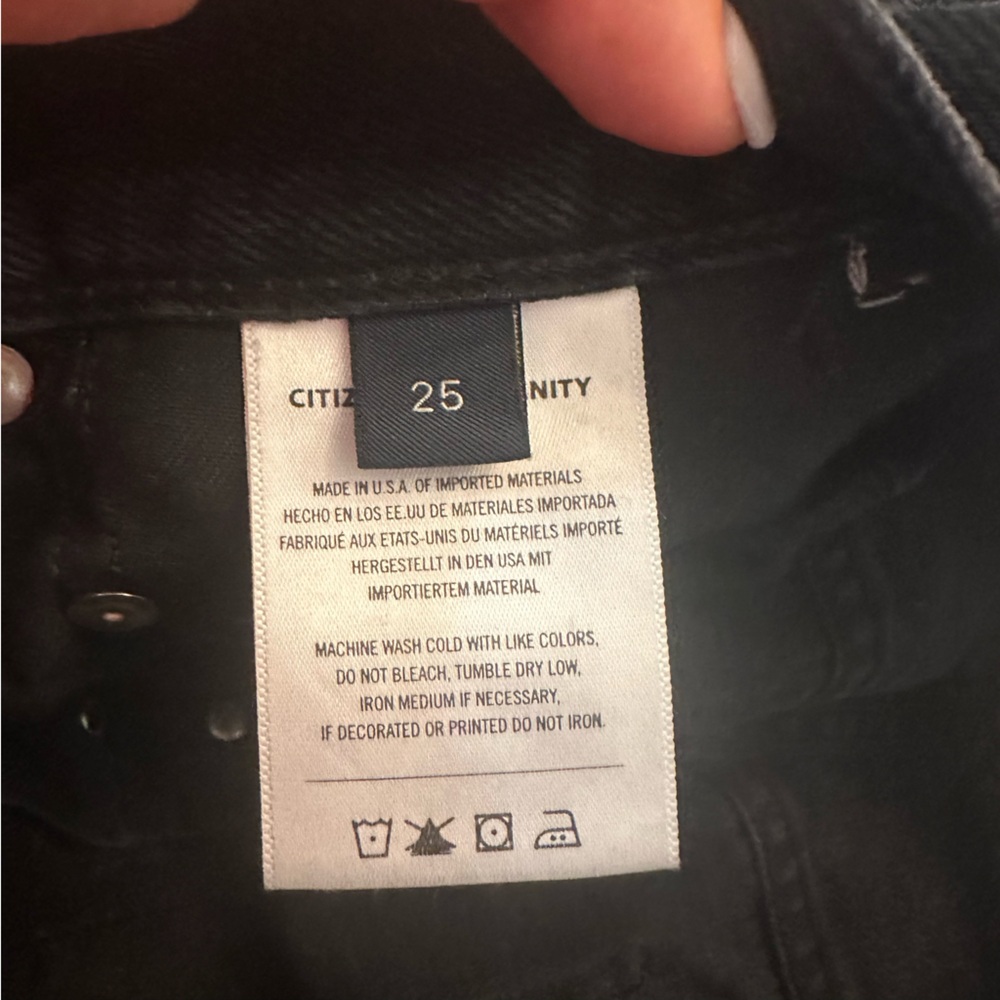 CITIZ 25 NITY
MADE IN U.S.A. OF IMPORTED MATERIALS
HECHO EN LOS EE.UU DE MATERIALES IMPORTADA
FABRIQUÉ AUX ETATS-UNIS DU MATÉRIELS IMPORTÉ
HERGESTELLT IN DEN USA MIT
IMPORTIERTEM MATERIAL
MACHINE WASH COLD WITH LIKE COLORS,
DO NOT BLEACH, TUMBLE DRY LOW,
IRON MEDIUM IF NECESSARY,
IF DECORATED OR PRINTED DO NOT IRON.